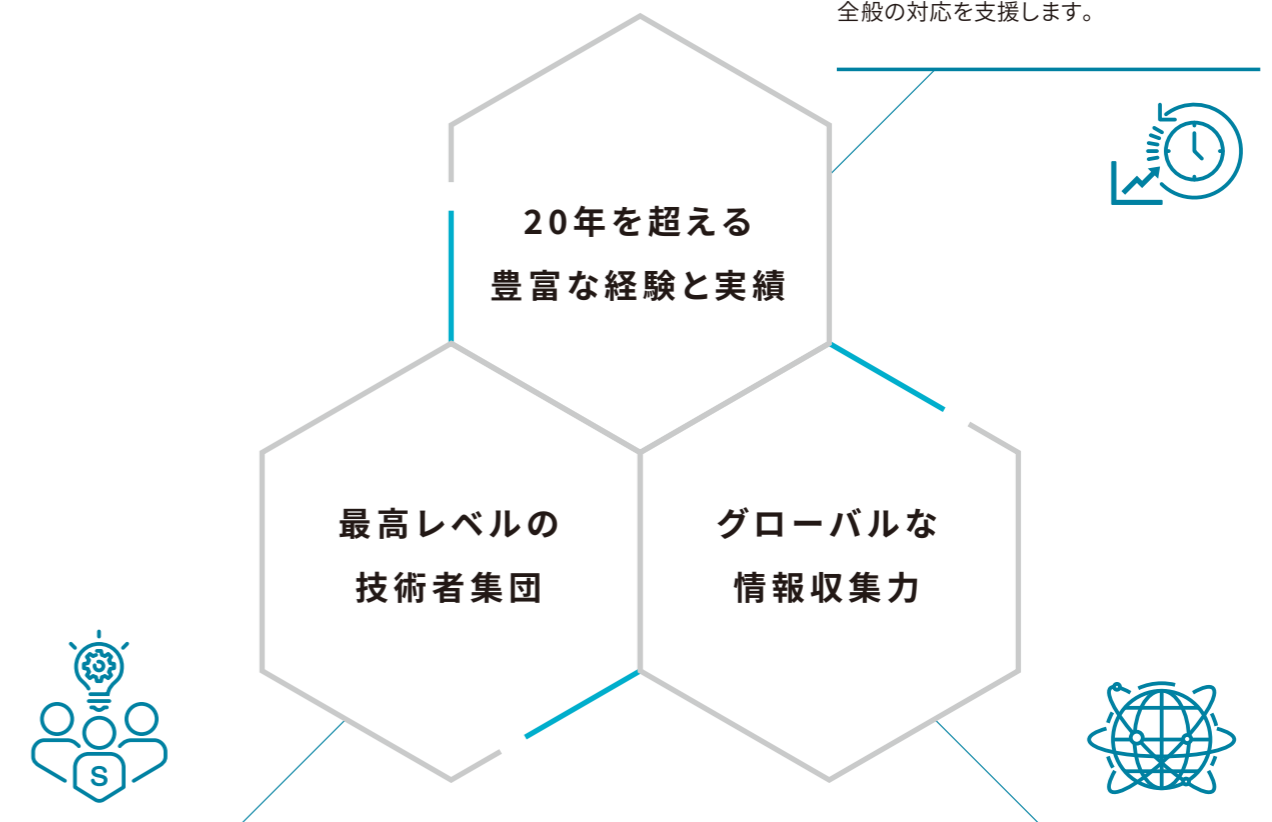 全般の対応を支援します。
20年を超える
豊富な経験と実績
最高レベルの
技術者集団
グローバルな
情報収集力
S